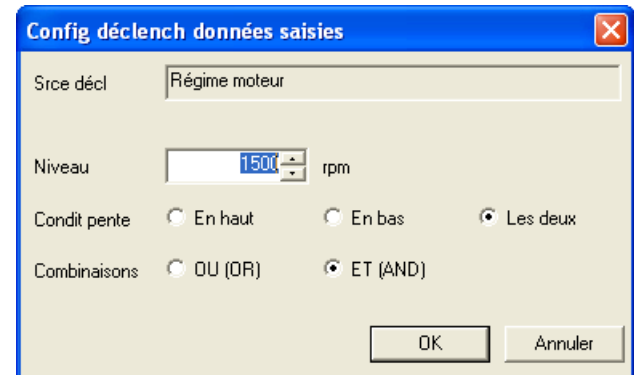 Config déclench données saisies
Srce décl Régime moteur
Niveau 1500 rpm
Condit pente En haut En bas Les deux
Combinaisons OU (OR) ET (AND)
OK Annuler